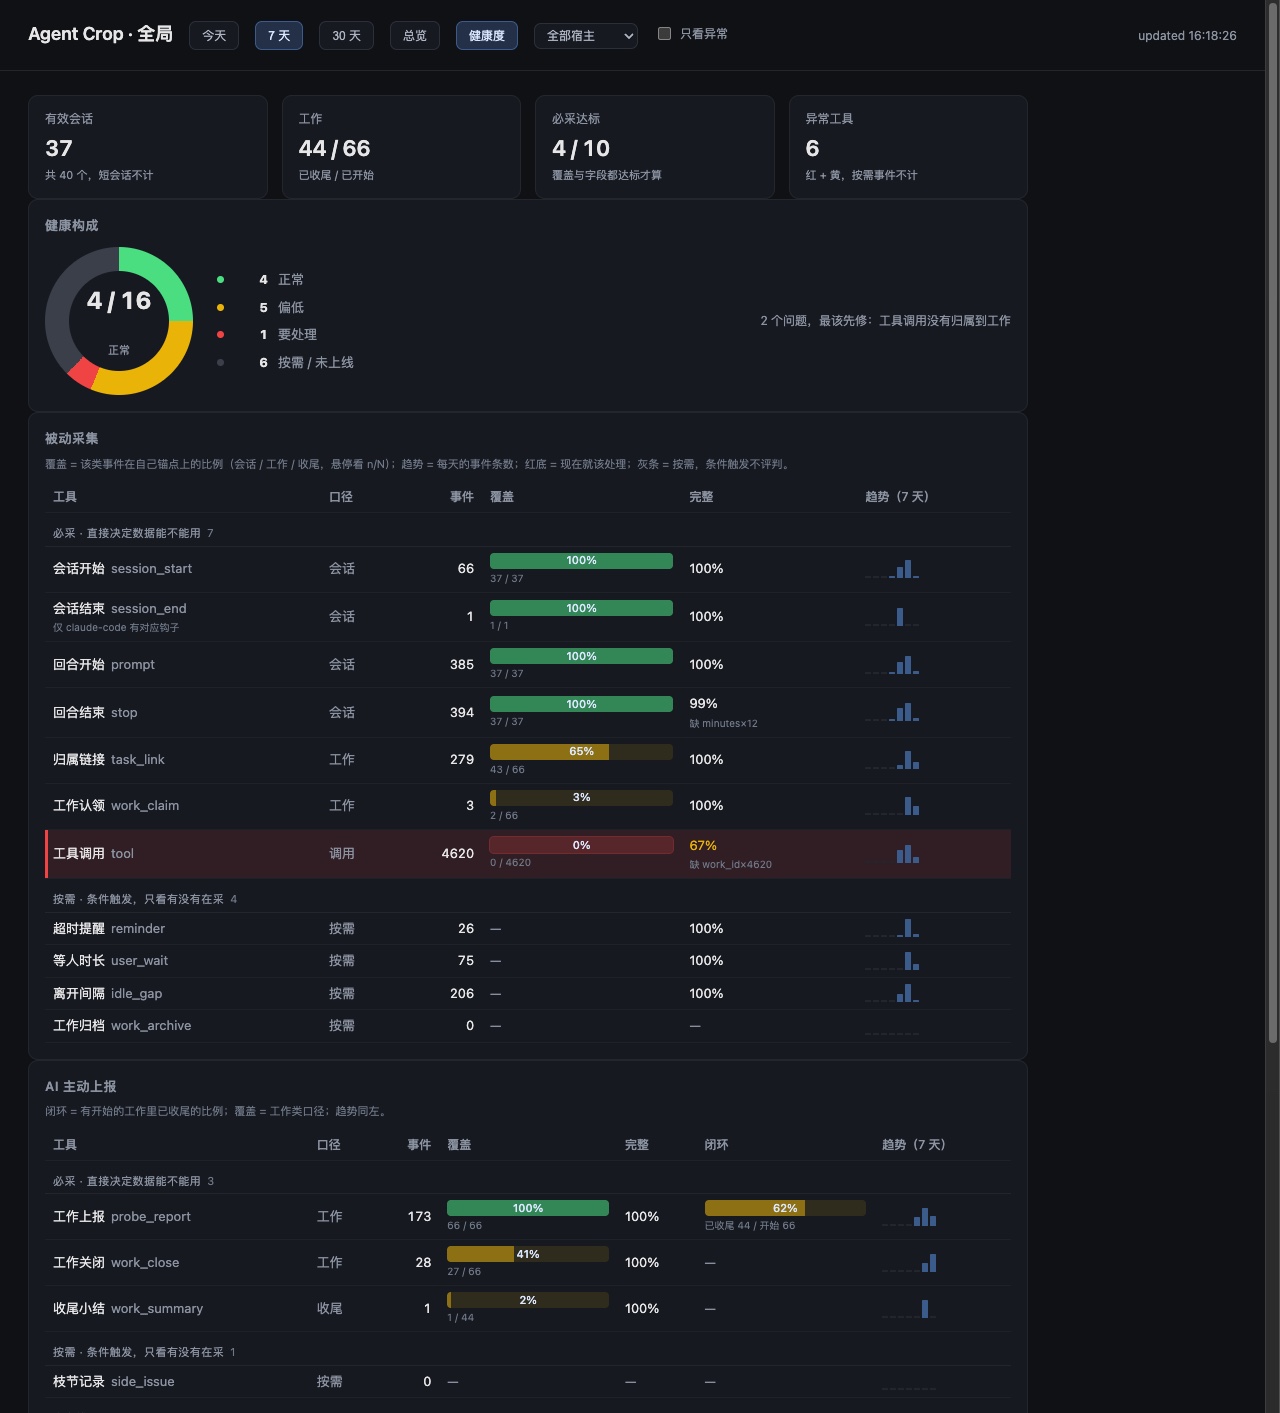 Agent Crop · 全局 今天 7 天 30 天 总览 健康度 全部宿主 只看异常 updated 16:18:26
有效会话 工作 必采达标 异常工具
37 44 / 66 4 / 10 6
共 40 个，短会话不计 已收尾 / 已开始 覆盖与字段都达标才算 红 + 黄，按需事件不计
健康构成
4 / 16
正常
4 正常
5 偏低
1 要处理
6 按需 / 未上线
2 个问题，最该先修：工具调用没有归属到工作
被动采集
覆盖 = 该类事件在自己锚点上的比例（会话 / 工作 / 收尾，悬停看 n/N）；趋势 = 每天的事件条数；红底 = 现在就该处理；灰条 = 按需，条件触发不评判。
工具 口径 事件 覆盖 完整 趋势（7 天）
必采 · 直接决定数据能不能用 7
会话开始 session_start 会话 66 100% 100%
37 / 37
会话结束 session_end 会话 1 100% 100%
仅 claude-code 有对应钩子 1 / 1
回合开始 prompt 会话 385 100% 100%
37 / 37
回合结束 stop 会话 394 100% 99%
37 / 37 缺 minutes×12
归属链接 task_link 工作 279 65% 100%
43 / 66
工作认领 work_claim 工作 3 3% 100%
2 / 66
工具调用 tool 调用 4620 0% 67%
0 / 4620 缺 work_id×4620
按需 · 条件触发，只看有没有在采 4
超时提醒 reminder 按需 26 — 100%
等人时长 user_wait 按需 75 — 100%
离开间隔 idle_gap 按需 206 — 100%
工作归档 work_archive 按需 0 — —
AI 主动上报
闭环 = 有开始的工作里已收尾的比例；覆盖 = 工作类口径；趋势同左。
工具 口径 事件 覆盖 完整 闭环 趋势（7 天）
必采 · 直接决定数据能不能用 3
工作上报 probe_report 工作 173 100% 100% 62%
66 / 66 已收尾 44 / 开始 66
工作关闭 work_close 工作 28 41% 100% —
27 / 66
收尾小结 work_summary 收尾 1 2% 100% —
1 / 44
按需 · 条件触发，只看有没有在采 1
枝节记录 side_issue 按需 0 — — —